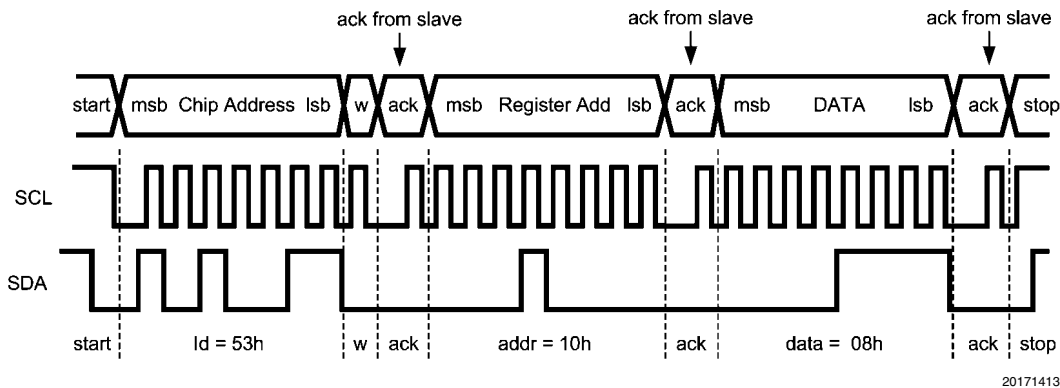 ack from slave ack from slave ack from slave
start msb Chip Address lsb w ack msb Register Add lsb ack msb DATA lsb ack stop
SCL
SDA
start Id = 53h w ack addr = 10h ack data = 08h ack stop
20171413